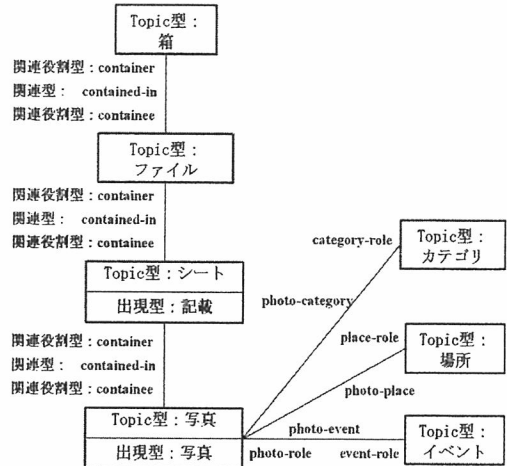 Topic型：
箱
関連役割型：container
関連型： contained-in
関連役割型：containee
Topic型：
ファイル
関連役割型：container
関連型： contained-in
関連役割型：containee
Topic型：シート
出現型：記載
関連役割型：container
関連型： contained-in
関連役割型：containee
Topic型：写真
出現型：写真
category-role
Topic型：
カテゴリ
photo-category
place-role
Topic型：
場所
photo-place
photo-event
photo-role
event-role
Topic型：
イベント